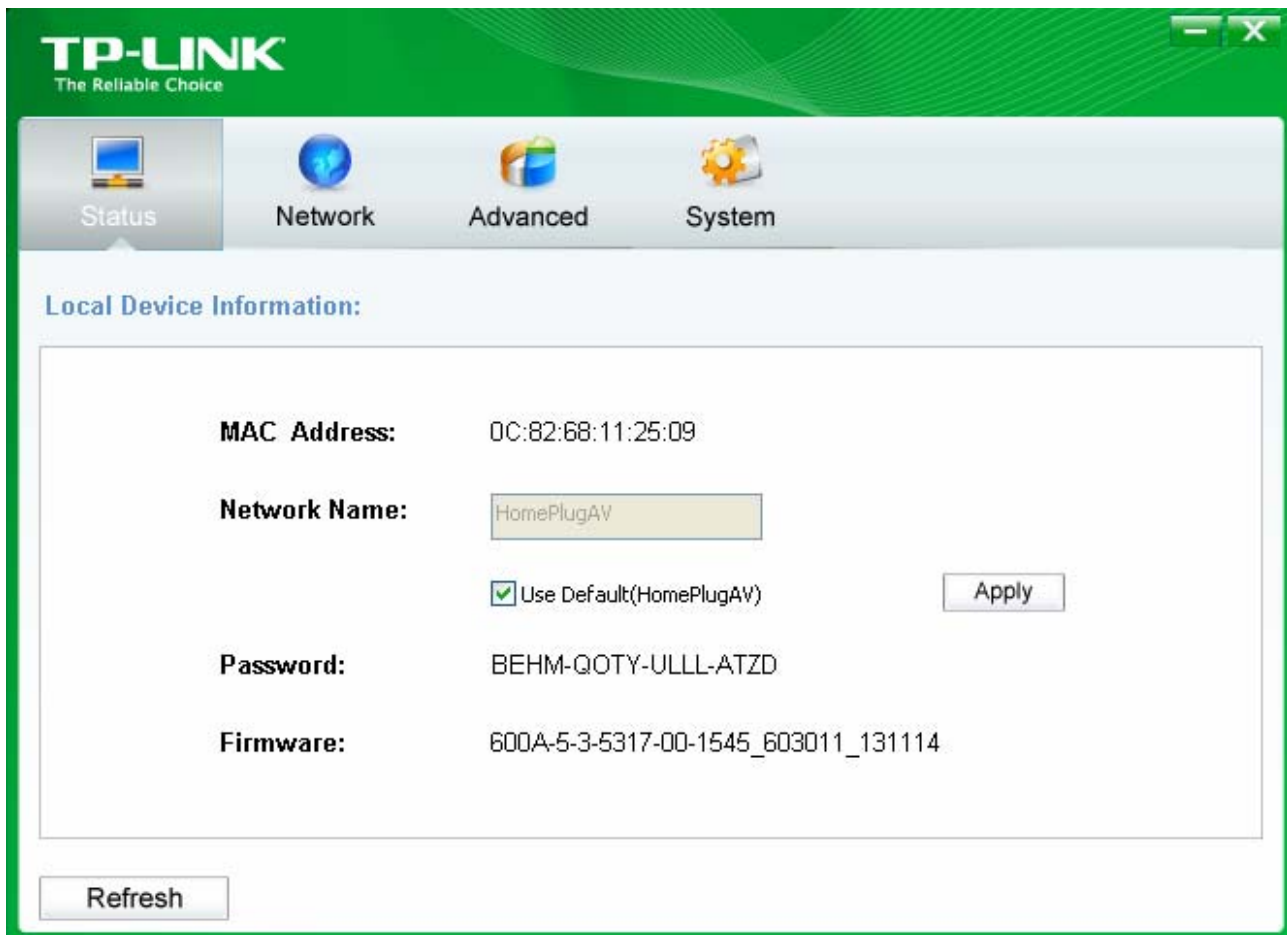 TP-LINK
The Reliable Choice
Status
Network
Advanced
System
Local Device Information:
MAC Address: 0C:82:68:11:25:09
Network Name: HomePlugAV
Use Default(HomePlugAV)
Apply
Password: BEHM-QOTY-ULLL-ATZD
Firmware: 600A-5-3-5317-00-1545_603011_131114
Refresh